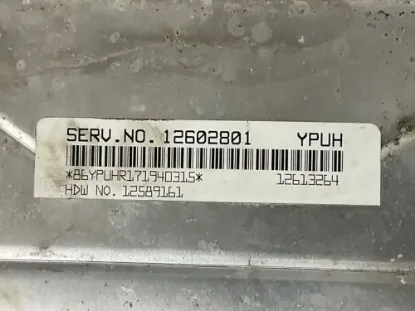 SERV.NO. 12602801 YPUH
*86YPUHR171940315* 12613264
HDW NO. 12589161